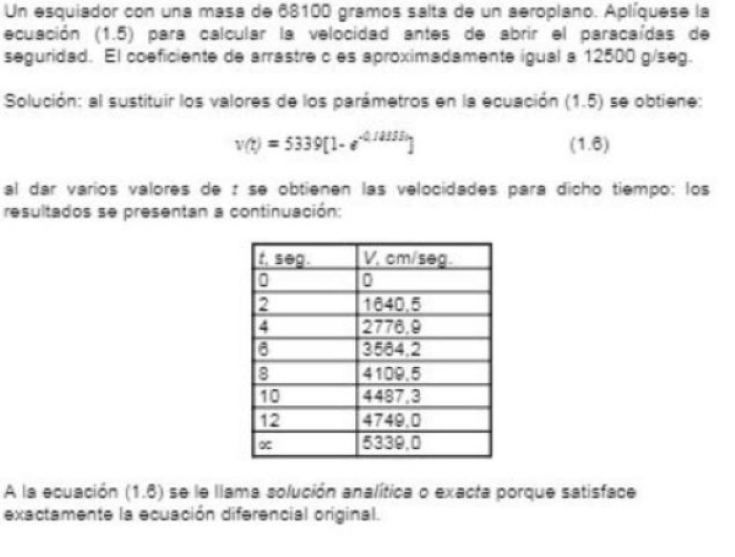 Un esquiador con una masa de 68100 gramos salta de un aeroplano. Aplíquese la
ecuación (1.5) para calcular la velocidad antes de abrir el paracaídas de
seguridad. El coeficiente de arrastre c es aproximadamente igual a 12500 g/seg.
Solución: al sustituir los valores de los parámetros en la ecuación (1.5) se obtiene:
v(t) = 5339[1- e^-0.18355t] (1.6)
al dar varios valores de t se obtienen las velocidades para dicho tiempo: los
resultados se presentan a continuación:
t, seg. V, cm/seg.
0 0
2 1640,5
4 2776,9
6 3564,2
8 4109,5
10 4487,3
12 4749,0
∝ 5339,0
A la ecuación (1.6) se le llama solución analítica o exacta porque satisface
exactamente la ecuación diferencial original.